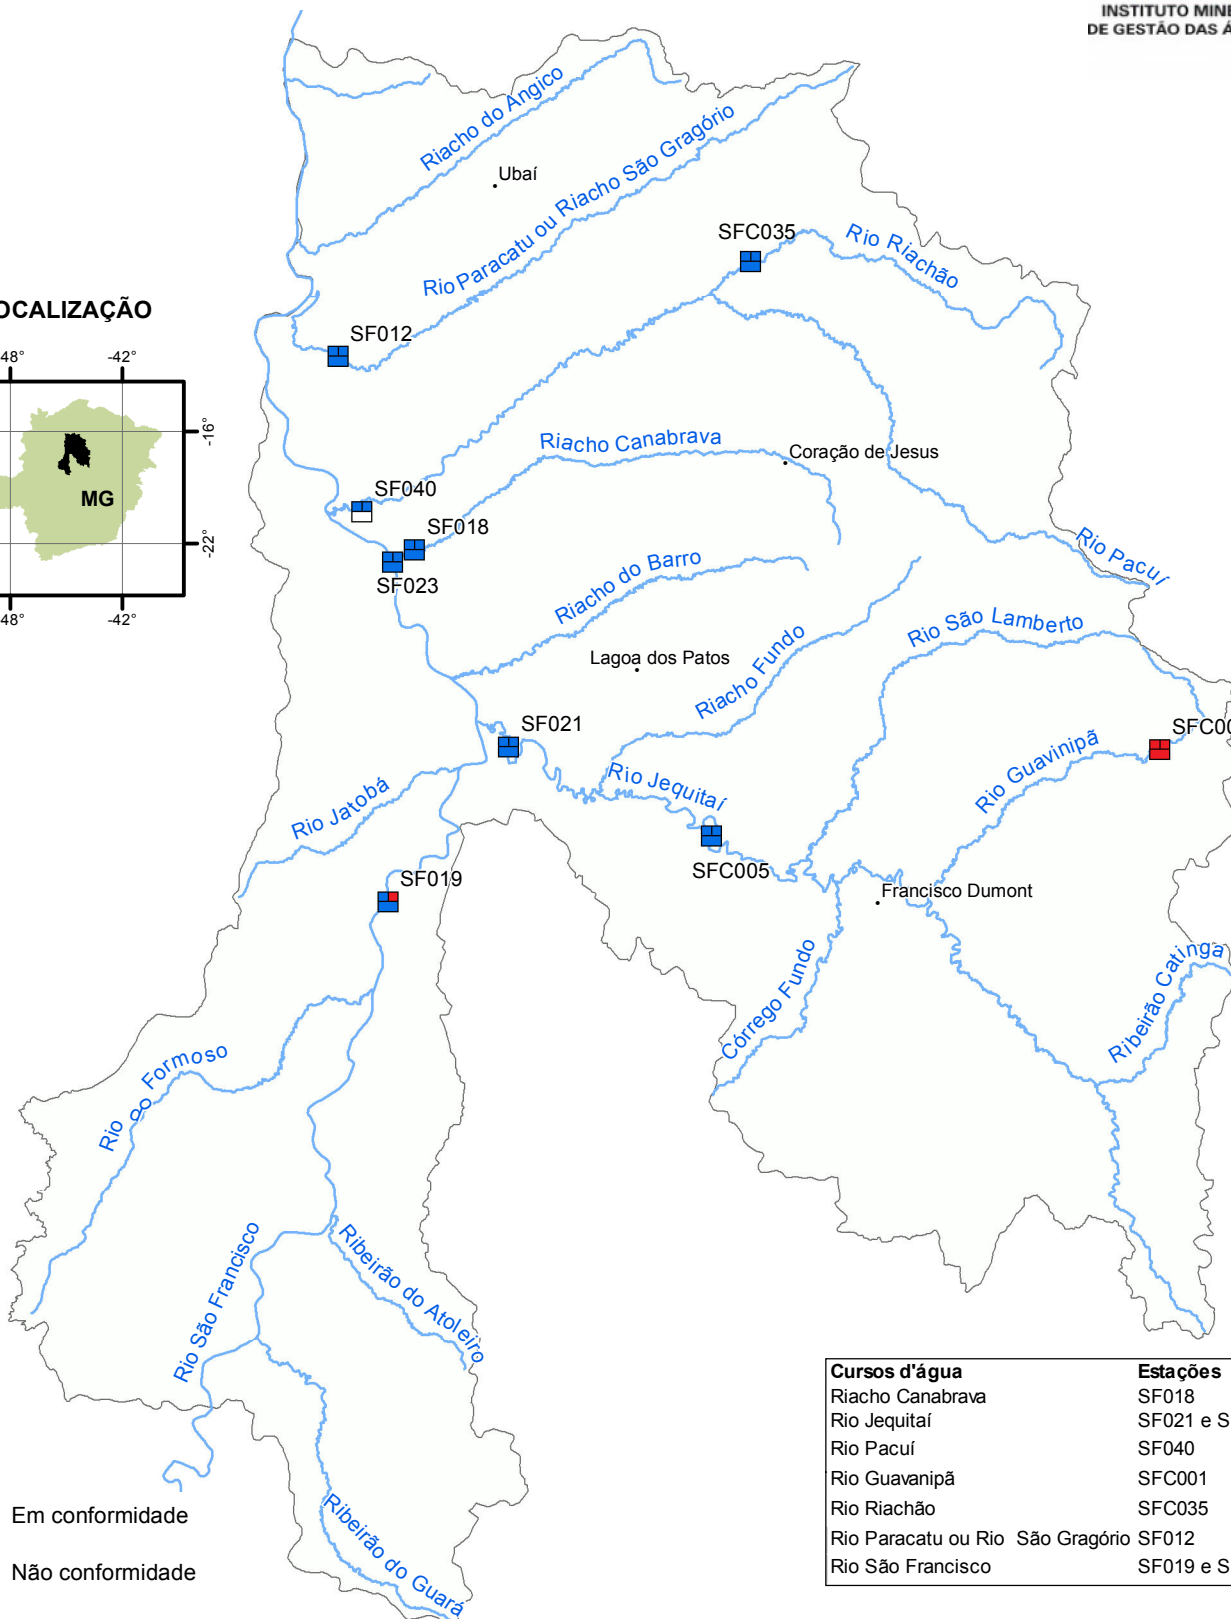 INSTITUTO MINE
DE GESTÃO DAS Á
Riacho do Angico
Ubaí
Rio Paracatu ou Riacho São Gragório
SFC035
Rio Riachão
OCALIZAÇÃO
SF012
48°
-42°
-16°
MG
-22°
48°
-42°
Riacho Canabrava
Coração de Jesus
SF040
SF018
SF023
Rio Pacuí
Riacho do Barro
Rio São Lamberto
Lagoa dos Patos
Riacho Fundo
SF021
SFC00
Rio Guavinipã
Rio Jequitaí
Rio Jatobá
SFC005
SF019
Francisco Dumont
Córrego Fundo
Ribeirão Catinga
Rio do Formoso
Rio São Francisco
Ribeirão do Atoleiro
Ribeirão do Guará
Em conformidade
Não conformidade
Cursos d'água Estações
Riacho Canabrava SF018
Rio Jequitaí SF021 e S
Rio Pacuí SF040
Rio Guavanipã SFC001
Rio Riachão SFC035
Rio Paracatu ou Rio São Gragório SF012
Rio São Francisco SF019 e S